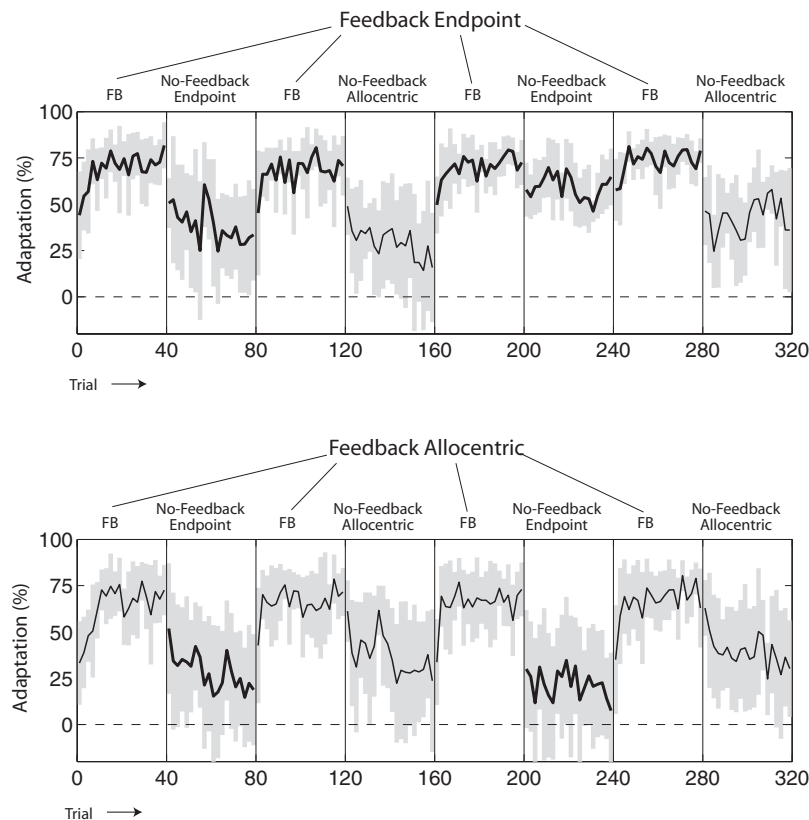 Feedback Endpoint
FB
No-Feedback
Endpoint
FB
No-Feedback
Allocentric
FB
No-Feedback
Endpoint
FB
No-Feedback
Allocentric
Adaptation (%)
100
75
50
25
0
0 40 80 120 160 200 240 280 320
Trial
Feedback Allocentric
FB
No-Feedback
Endpoint
FB
No-Feedback
Allocentric
FB
No-Feedback
Endpoint
FB
No-Feedback
Allocentric
Adaptation (%)
100
75
50
25
0
0 40 80 120 160 200 240 280 320
Trial